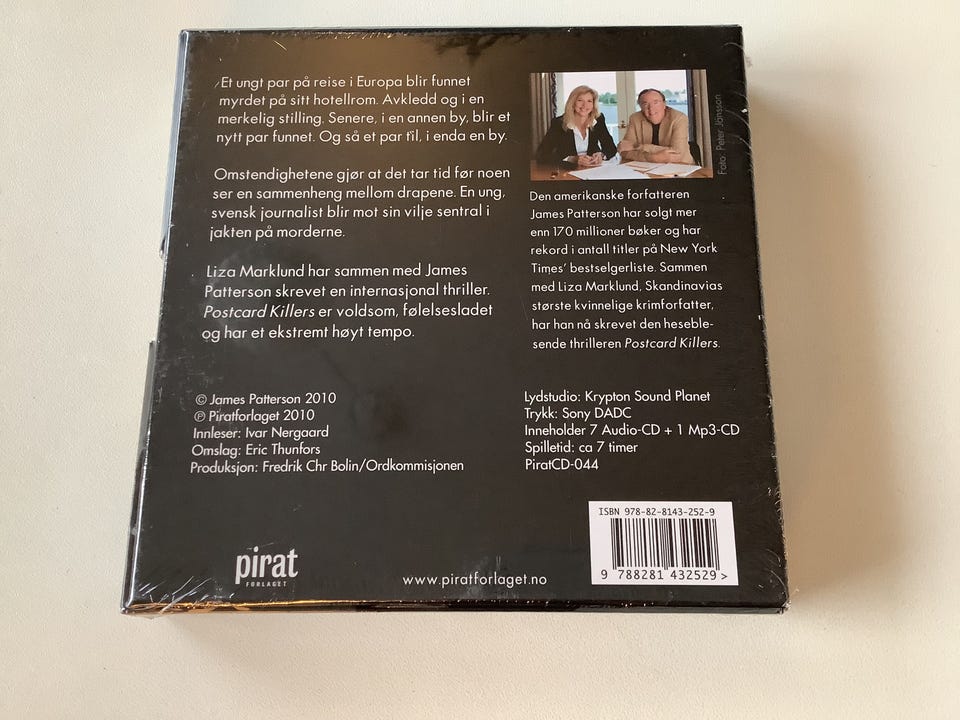 Et ungt par på reise i Europa blir funnet
myrdet på sitt hotellrom. Avkledd og i en
merkelig stilling. Senere, i en annen by, blir et
nytt par funnet. Og så et par til, i enda en by.
Omstendighetene gjør at det tar tid før noen
ser en sammenheng mellom drapene. En ung,
svensk journalist blir mot sin vilje sentral i
jakten på morderne.
Liza Marklund har sammen med James
Patterson skrevet en internasjonal thriller.
Postcard Killers er voldsom, følelsesladet
og har et ekstremt høyt tempo.
Foto: Peter Jönsson
Den amerikanske forfatteren
James Patterson har solgt mer
enn 170 millioner bøker og har
rekord i antall titler på New York
Times' bestselgerliste. Sammen
med Liza Marklund, Skandinavias
største kvinnelige krimforfatter,
har han nå skrevet den heseble-
sende thrilleren Postcard Killers.
© James Patterson 2010
℗ Piratforlaget 2010
Innleser: Ivar Nergaard
Omslag: Eric Thunfors
Produksjon: Fredrik Chr Bolin/Ordkommisjonen
Lydstudio: Krypton Sound Planet
Trykk: Sony DADC
Inneholder 7 Audio-CD + 1 Mp3-CD
Spilletid: ca 7 timer
PiratCD-044
ISBN 978-82-8143-252-9
9 788281 432529 >
pirat
FORLAGET
www.piratforlaget.no